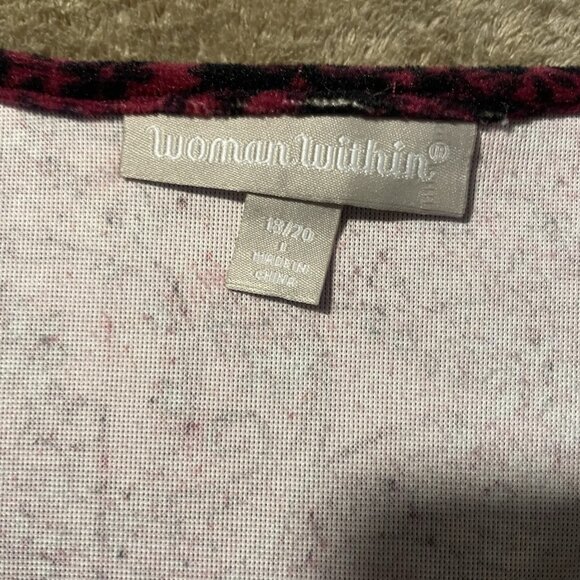 woman within®
18/20
L
MADE IN
CHINA